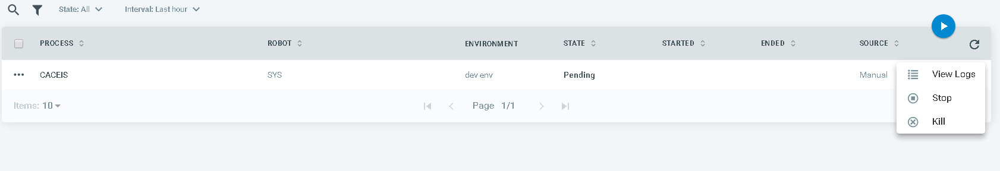 State: All Interval: Last hour
PROCESS ROBOT ENVIRONMENT STATE STARTED ENDED SOURCE
CACEIS SYS dev env Pending Manual
View Logs
Stop
Kill
Items: 10 Page 1/1